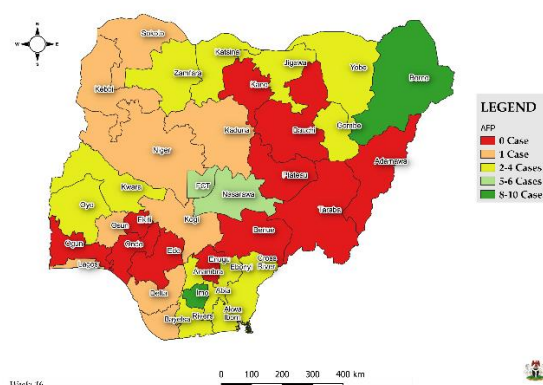 N
W
E
S
Sokoto
Katsina
Jigawa
Yobe
Borno
Zamfara
Kebbi
Kano
Kaduna
Bauchi
Gombe
Adamawa
Niger
Plateau
FCT
Nasarawa
Taraba
Kwara
Oyo
Kogi
Osun
Ekiti
Benue
Ogun
Ondo
Edo
Lagos
Enugu
Anambra
Ebonyi
Cross
River
Delta
Imo
Abia
Bayelsa
Rivers
Akwa
Ibom
LEGEND
AFP
0 Case
1 Case
2-4 Cases
5-6 Cases
8-10 Case
0 100 200 300 400 km